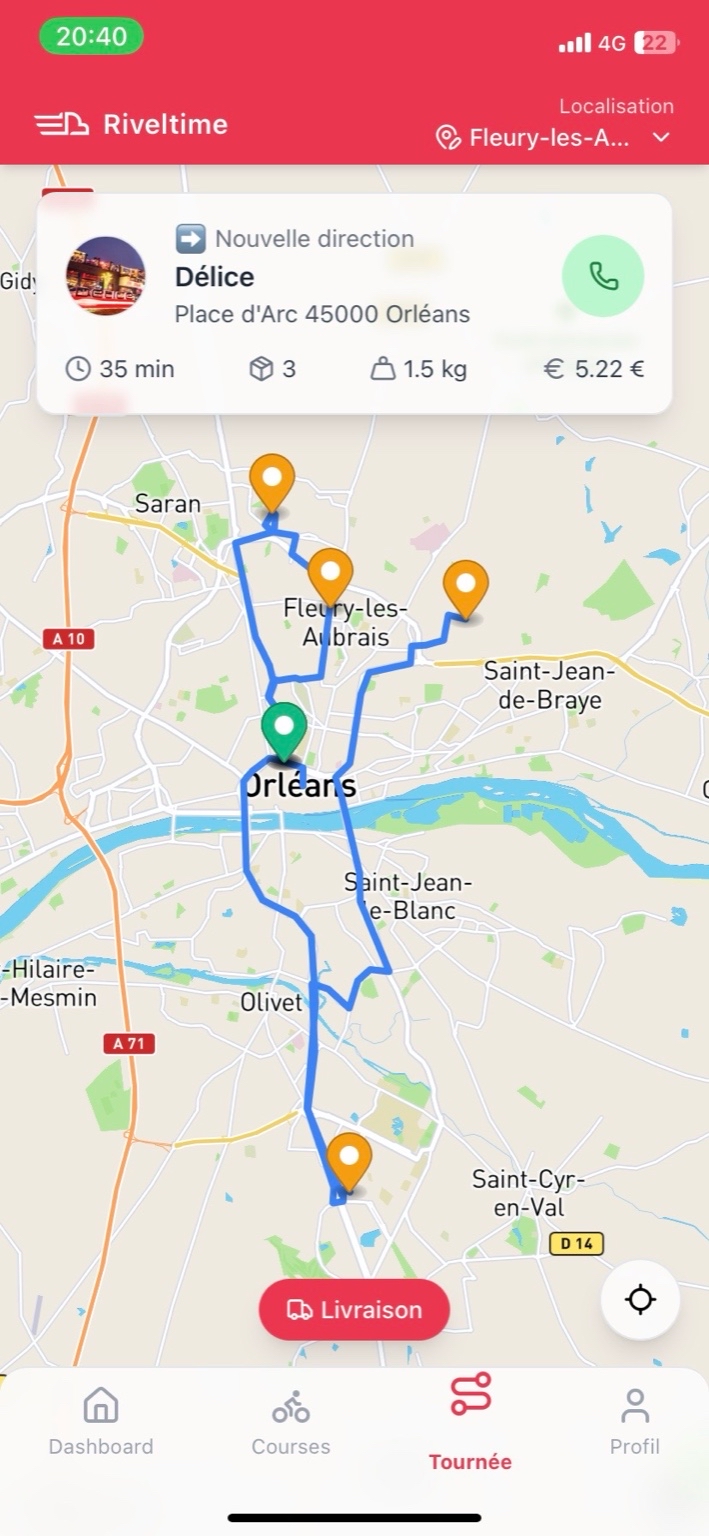 20:40
4G 22
Localisation
Riveltime
Fleury-les-A...
➡️ Nouvelle direction
Délice
Place d'Arc 45000 Orléans
35 min
3
1.5 kg
€ 5.22 €
Gidy
Saran
Fleury-les-
Aubrais
A 10
Saint-Jean-
de-Braye
Orléans
Saint-Jean-
de-Blanc
-Hilaire-
-Mesmin
Olivet
A 71
Saint-Cyr-
en-Val
D 14
Livraison
Dashboard
Courses
Tournée
Profil